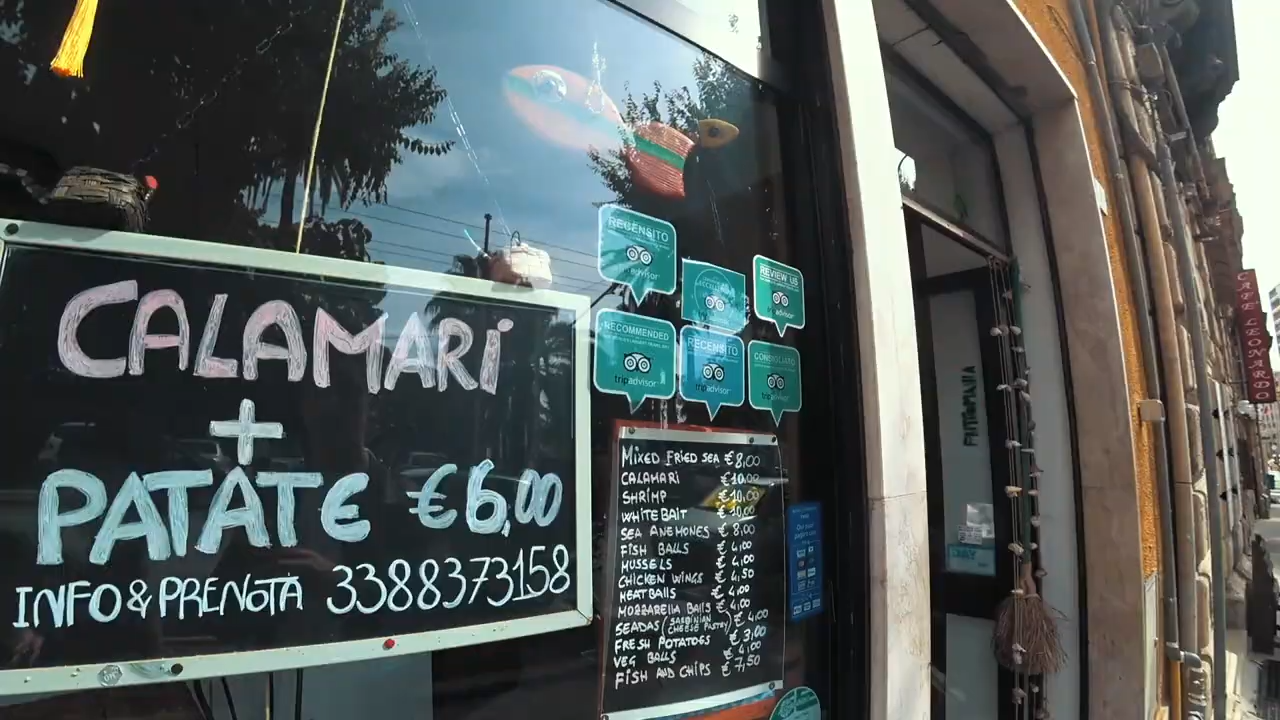 CALAMARI
+
PATATE €6,00
INFO&PRENOTA 3388373158
RECENSITO
tripadvisor
REVIEW US
advisor
RECOMMENDED
tripadvisor
RECENSITO
tripadvisor
CONSIGLIATO
tripadvisor
MIXED FRIED SEA €8,00
CALAMARI €10,00
SHRIMP €10,00
WHITEBAIT €10,00
SEA ANEMONES €8,00
FISH BALLS €4,00
MUSSELS €4,00
CHICKEN WINGS €4,50
MEATBALLS €4,00
MOZZARELLA BALLS €4,00
SEADAS (SARDINIAN CHEESE PASTRY) €4,00
FRESH POTATOES €3,00
VEG BALLS €4,00
FISH AND CHIPS €7,50
CAFE LEONARDO